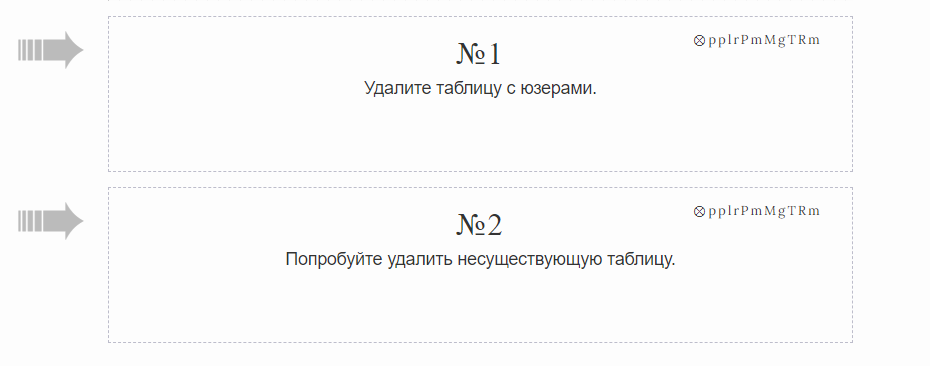 №1
⊗pplrPmMgTRm
Удалите таблицу с юзерами.
№2
⊗pplrPmMgTRm
Попробуйте удалить несуществующую таблицу.